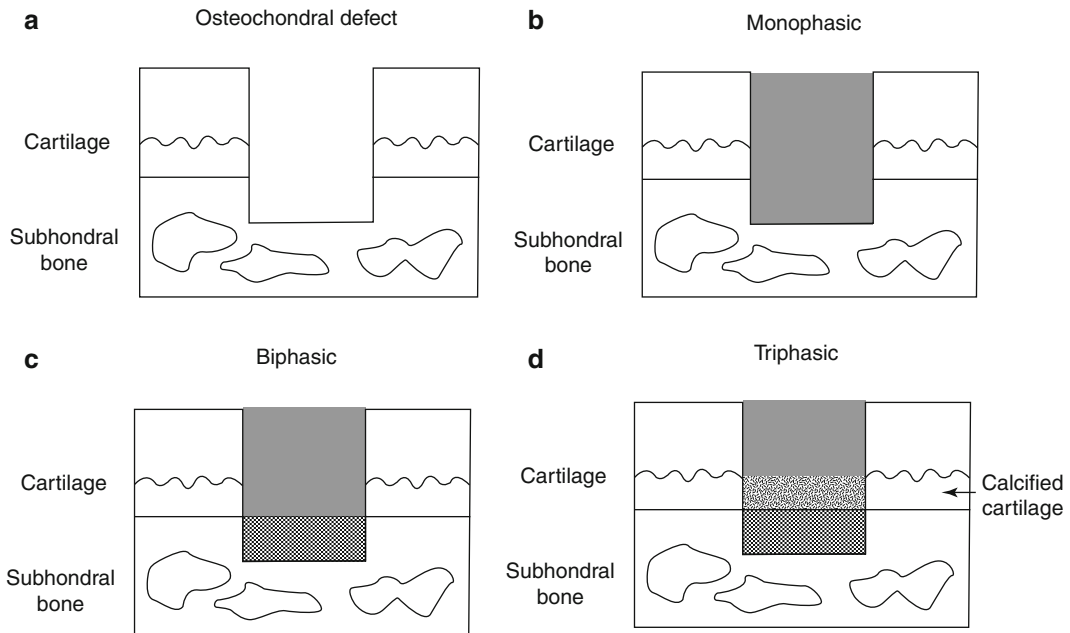 a
Osteochondral defect
Cartilage
Subhondral
bone
b
Monophasic
Cartilage
Subhondral
bone
c
Biphasic
Cartilage
Subhondral
bone
d
Triphasic
Cartilage
Calcified
cartilage
Subhondral
bone